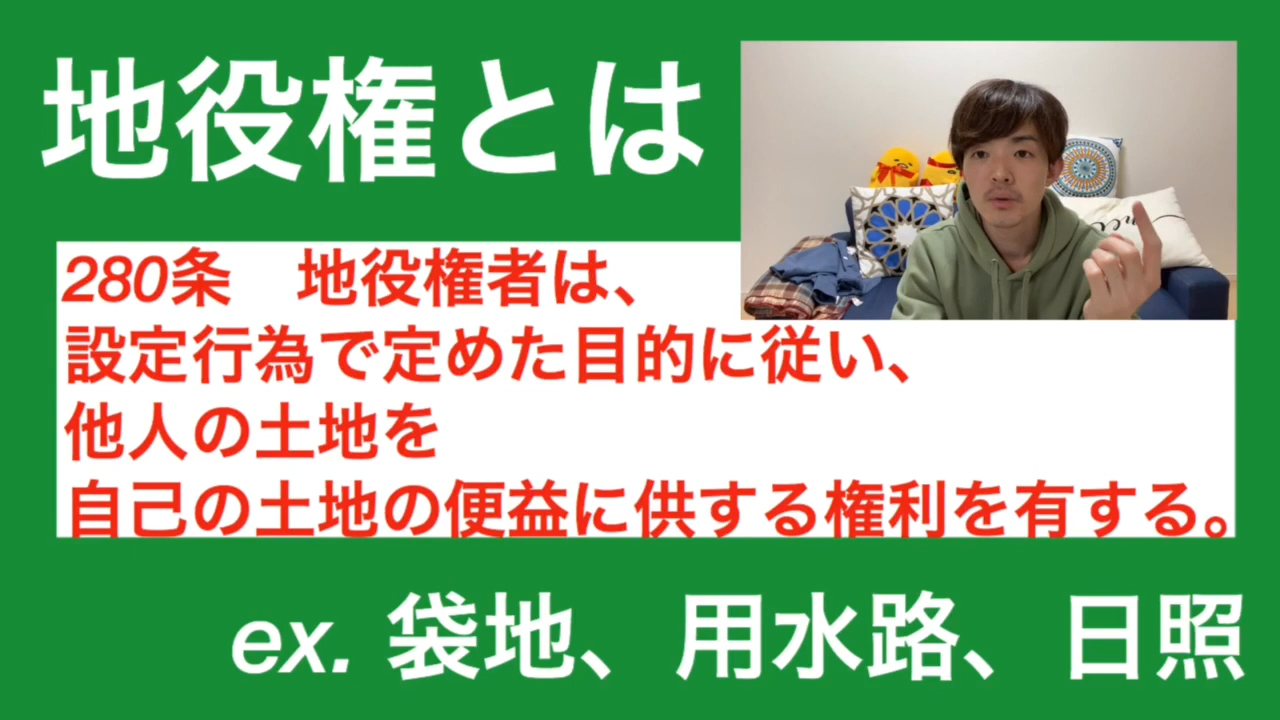 地役権とは
280条　地役権者は、
設定行為で定めた目的に従い、
他人の土地を
自己の土地の便益に供する権利を有する。
ex. 袋地、用水路、日照